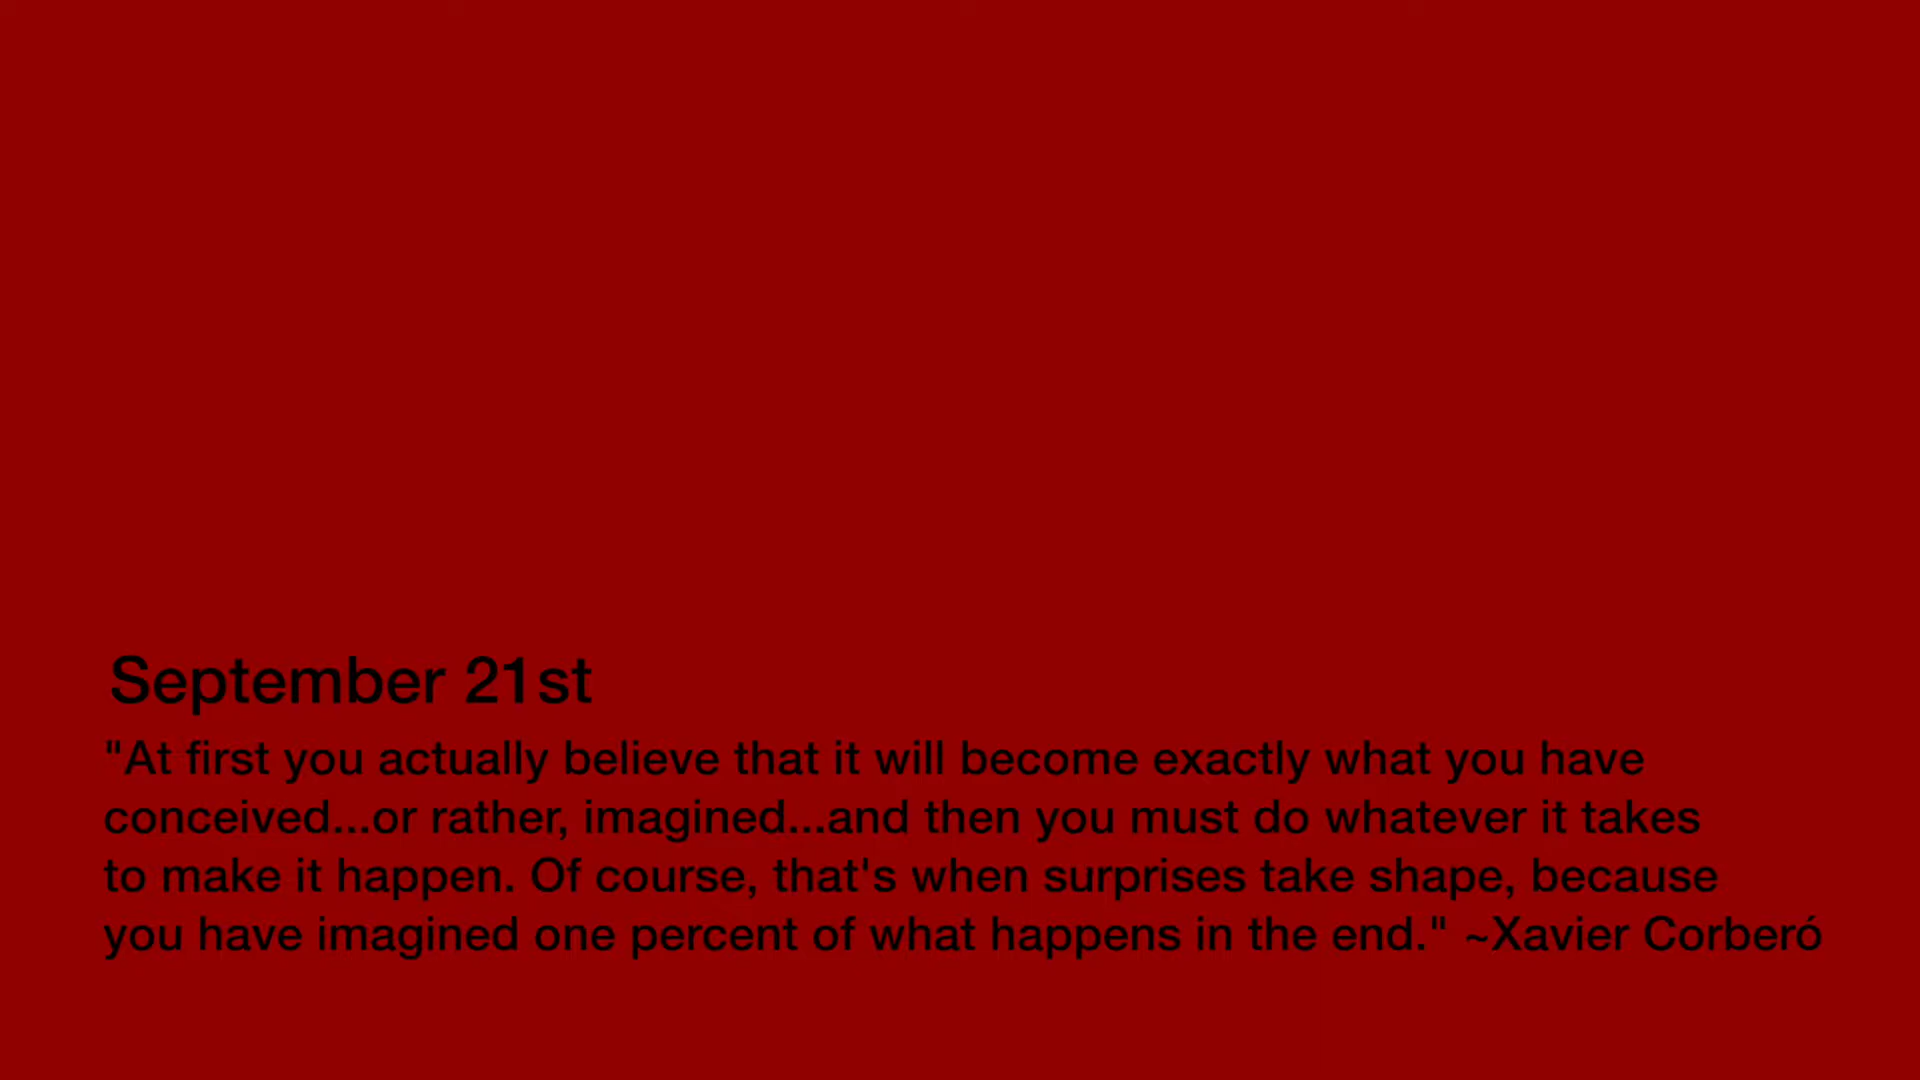 September 21st
"At first you actually believe that it will become exactly what you have
conceived...or rather, imagined...and then you must do whatever it takes
to make it happen. Of course, that's when surprises take shape, because
you have imagined one percent of what happens in the end." ~Xavier Corberó